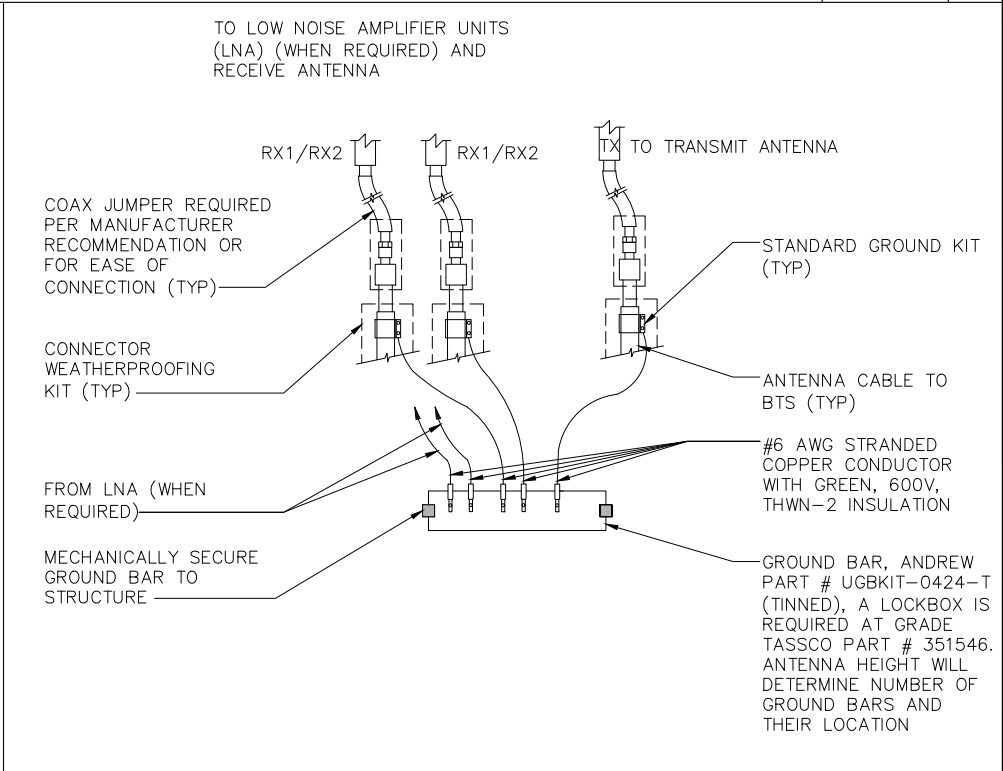 TO LOW NOISE AMPLIFIER UNITS
(LNA) (WHEN REQUIRED) AND
RECEIVE ANTENNA
RX1/RX2
RX1/RX2
TX TO TRANSMIT ANTENNA
COAX JUMPER REQUIRED
PER MANUFACTURER
RECOMMENDATION OR
FOR EASE OF
CONNECTION (TYP)
STANDARD GROUND KIT
(TYP)
CONNECTOR
WEATHERPROOFING
KIT (TYP)
ANTENNA CABLE TO
BTS (TYP)
#6 AWG STRANDED
COPPER CONDUCTOR
WITH GREEN, 600V,
THWN-2 INSULATION
FROM LNA (WHEN
REQUIRED)
MECHANICALLY SECURE
GROUND BAR TO
STRUCTURE
GROUND BAR, ANDREW
PART # UGBKIT-0424-T
(TINNED), A LOCKBOX IS
REQUIRED AT GRADE
TASSCO PART # 351546.
ANTENNA HEIGHT WILL
DETERMINE NUMBER OF
GROUND BARS AND
THEIR LOCATION